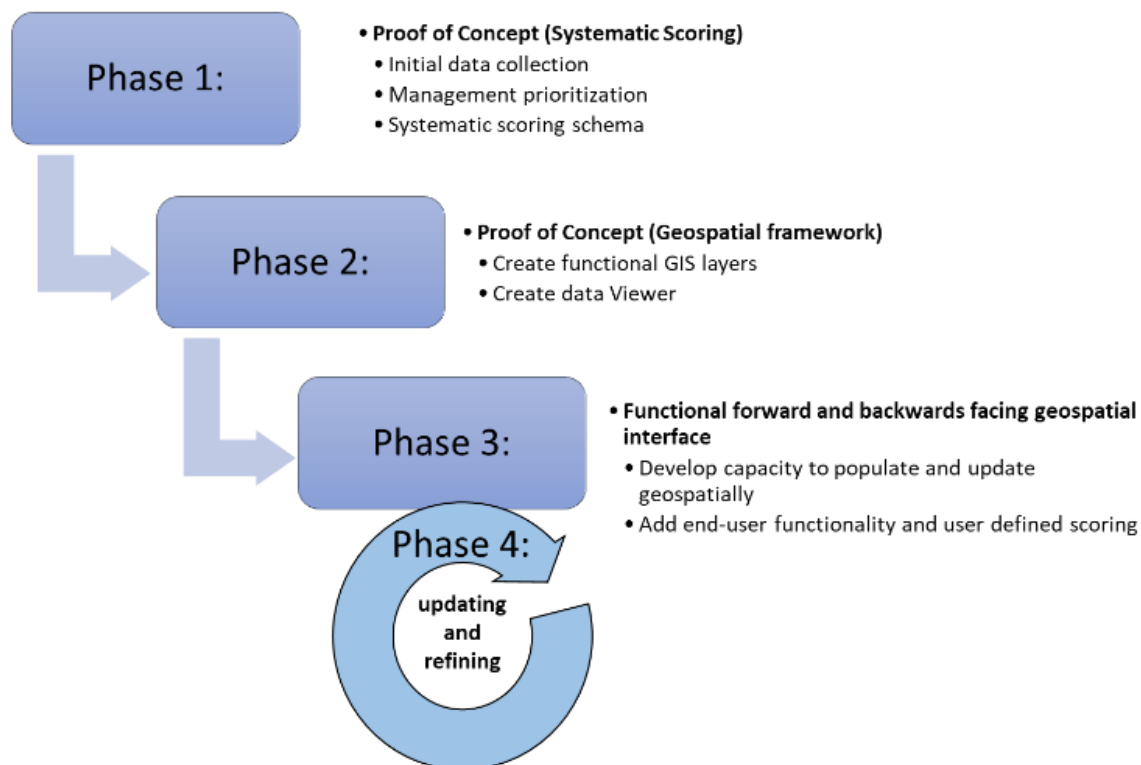 Phase 1:
• Proof of Concept (Systematic Scoring)
• Initial data collection
• Management prioritization
• Systematic scoring schema
Phase 2:
• Proof of Concept (Geospatial framework)
• Create functional GIS layers
• Create data Viewer
Phase 3:
• Functional forward and backwards facing geospatial
interface
• Develop capacity to populate and update
geospatially
• Add end-user functionality and user defined scoring
Phase 4:
updating
and
refining